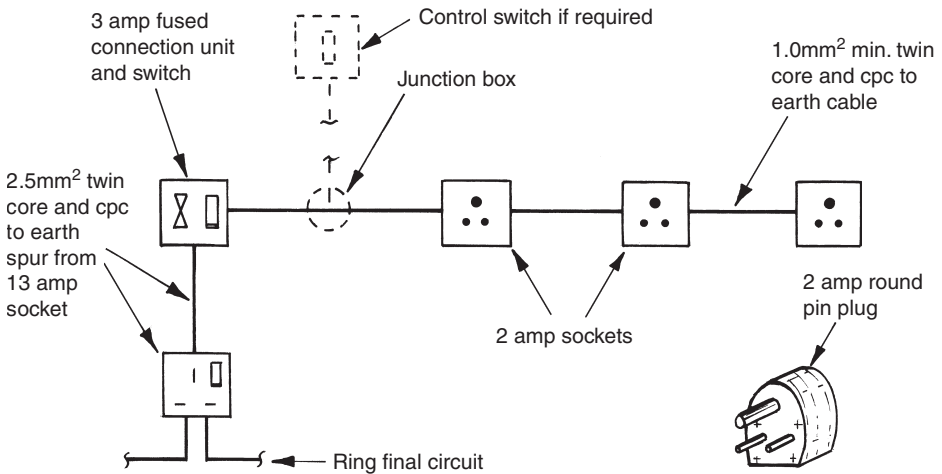 3 amp fused
connection unit
and switch
Control switch if required
Junction box
1.0mm² min. twin
core and cpc to
earth cable
2.5mm² twin
core and cpc
to earth
spur from
13 amp
socket
2 amp sockets
2 amp round
pin plug
Ring final circuit